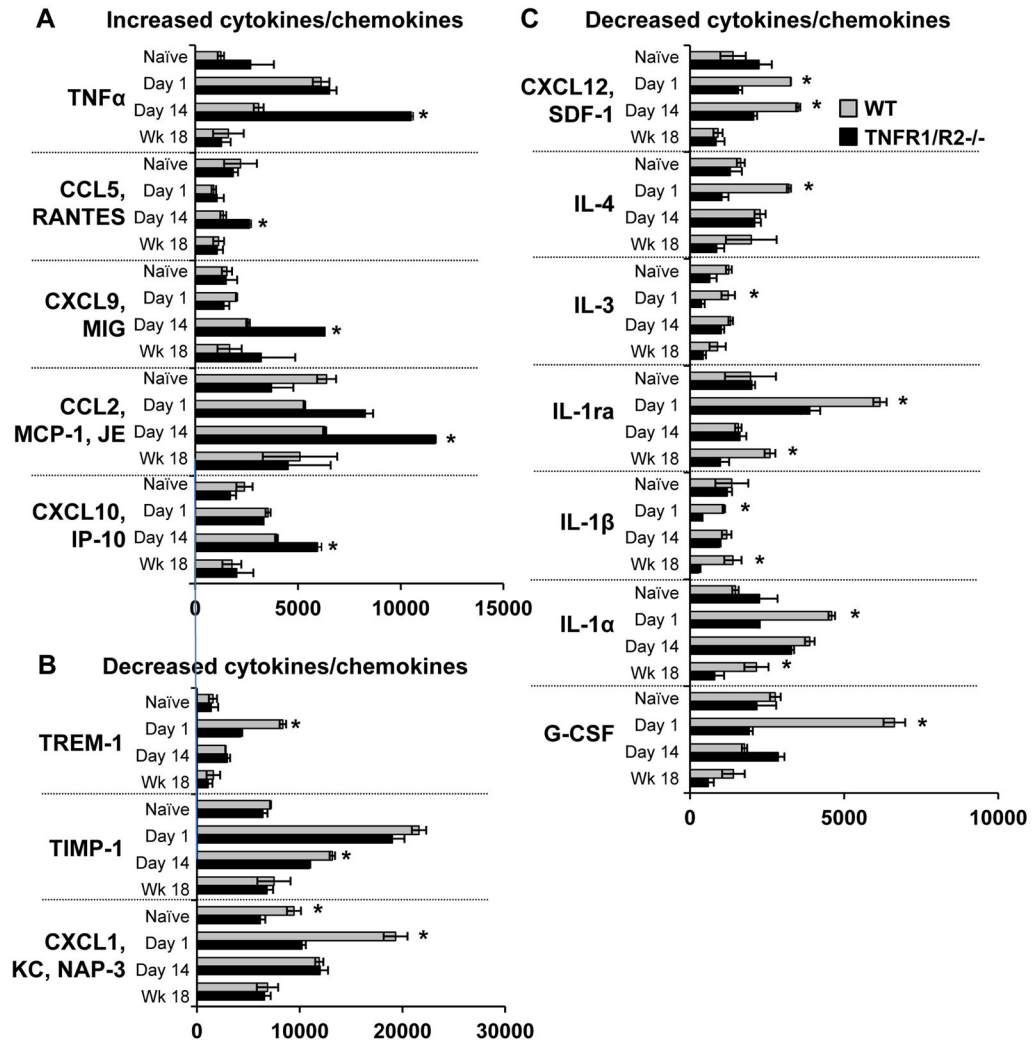 A Increased cytokines/chemokines
Naïve
Day 1
TNFα
Day 14
*
Wk 18
Naïve
CCL5,
Day 1
RANTES
Day 14
*
Wk 18
Naïve
CXCL9,
Day 1
MIG
Day 14
*
Wk 18
Naïve
CCL2,
Day 1
MCP-1, JE
Day 14
*
Wk 18
Naïve
CXCL10,
Day 1
IP-10
Day 14
*
Wk 18
0 5000 10000 15000
B Decreased cytokines/chemokines
Naïve
Day 1
*
TREM-1
Day 14
Wk 18
Naïve
Day 1
TIMP-1
Day 14
*
Wk 18
Naïve
*
CXCL1,
Day 1
*
KC, NAP-3
Day 14
Wk 18
0 10000 20000 30000
C Decreased cytokines/chemokines
Naïve
CXCL12,
Day 1
*
SDF-1
Day 14
*
Wk 18
WT
TNFR1/R2-/-
Naïve
Day 1
*
IL-4
Day 14
Wk 18
Naïve
IL-3
Day 1
*
Day 14
Wk 18
Naïve
IL-1ra
Day 1
*
Day 14
Wk 18
*
Naïve
IL-1β
Day 1
*
Day 14
Wk 18
*
Naïve
IL-1α
Day 1
*
Day 14
Wk 18
*
Naïve
G-CSF
Day 1
*
Day 14
Wk 18
0 5000 10000